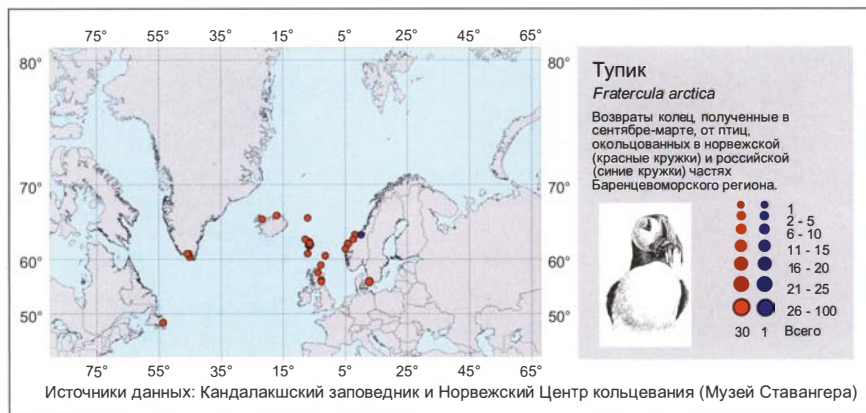 75° 55° 35° 15° 5° 25° 45° 65°
80° 80°
70° 70°
60° 60°
50° 50°
75° 55° 35° 15° 5° 25° 45° 65°
Тупик
Fratercula arctica
Возвраты колец, полученные в
сентябре-марте, от птиц,
окольцованных в норвежской
(красные кружки) и российской
(синие кружки) частях
Баренцевоморского региона.
1
2 - 5
6 - 10
11 - 15
16 - 20
21 - 25
26 - 100
30 1 Всего
Источники данных: Кандалакшский заповедник и Норвежский Центр кольцевания (Музей Ставангера)